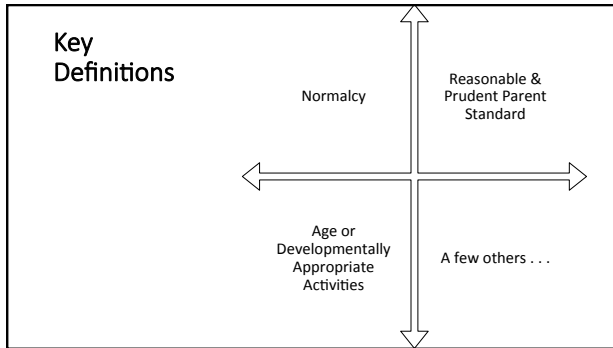 Key
Definitions
Normalcy
Reasonable &
Prudent Parent
Standard
Age or
Developmentally
Appropriate
Activities
A few others . . .